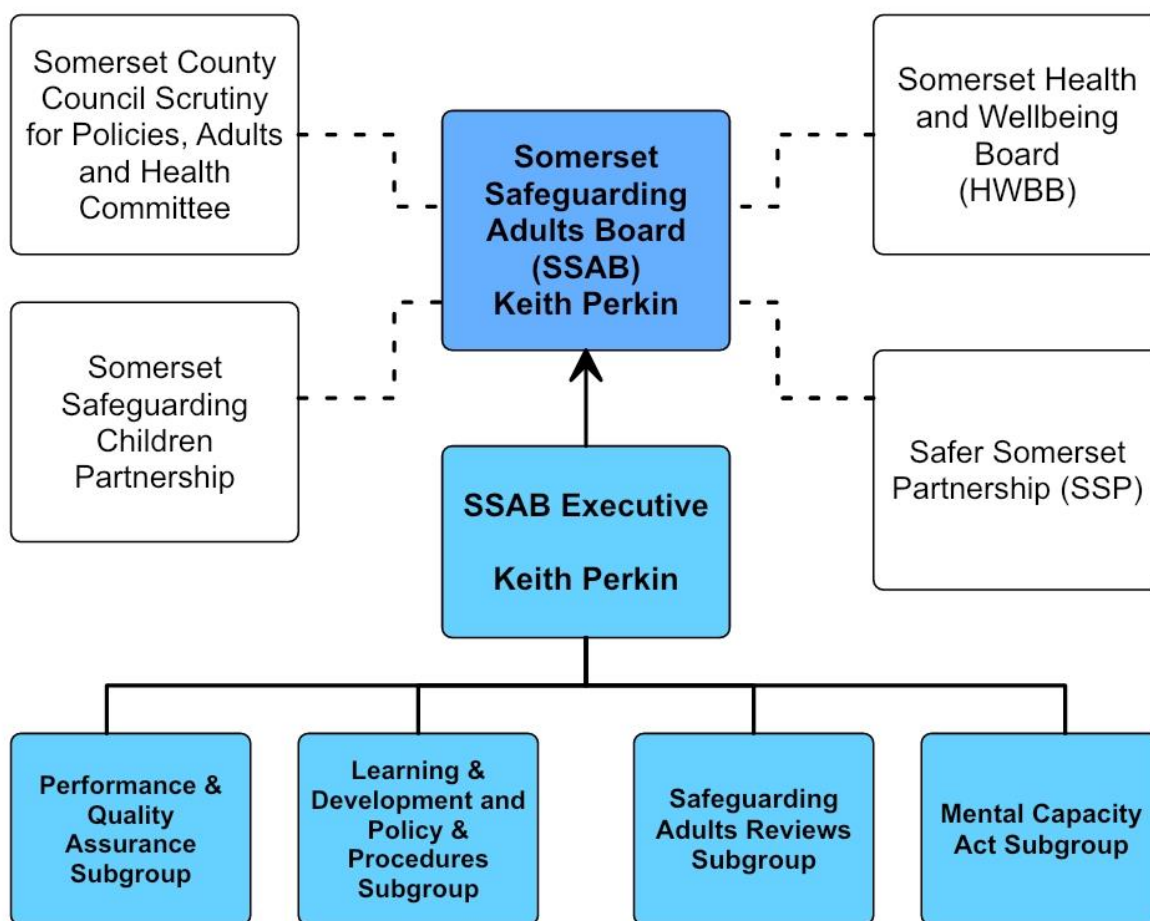 Somerset County
Council Scrutiny
for Policies, Adults
and Health
Committee
Somerset
Safeguarding
Adults Board
(SSAB)
Keith Perkin
Somerset Health
and Wellbeing
Board
(HWBB)
Somerset
Safeguarding
Children
Partnership
Safer Somerset
Partnership (SSP)
SSAB Executive
Keith Perkin
Performance &
Quality
Assurance
Subgroup
Learning &
Development and
Policy &
Procedures
Subgroup
Safeguarding
Adults Reviews
Subgroup
Mental Capacity
Act Subgroup